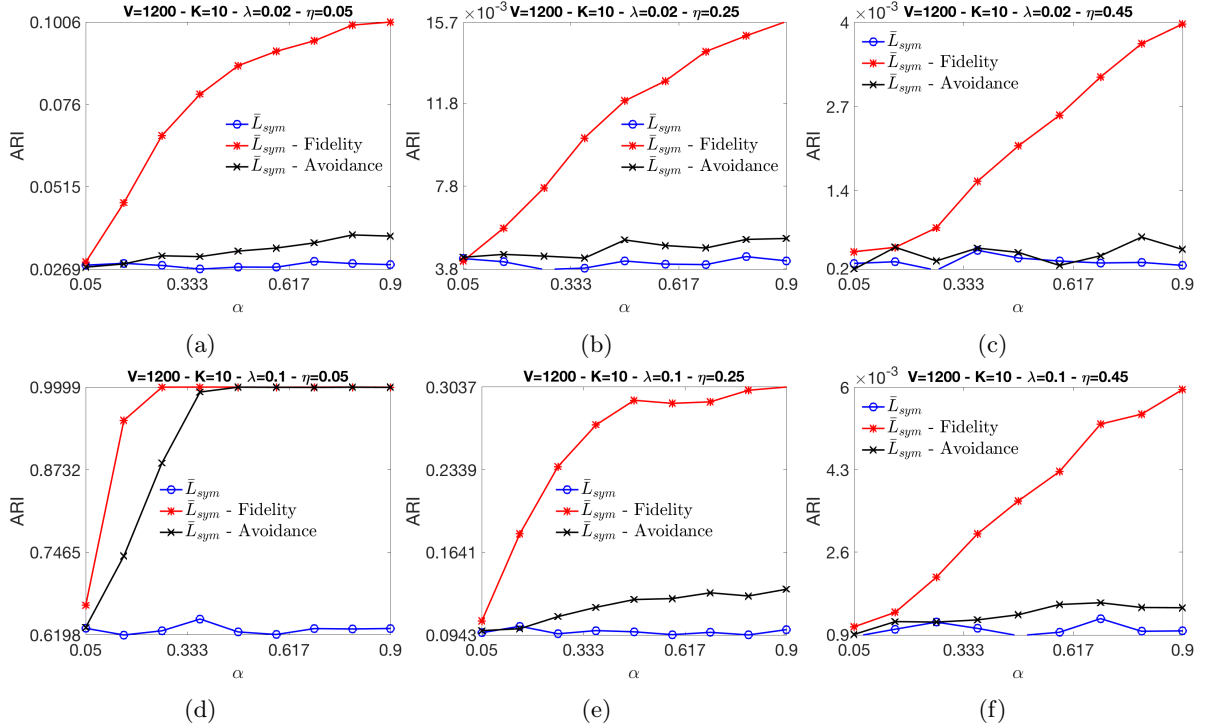 V=1200 - K=10 - λ=0.02 - η=0.05
0.1006
0.076
0.0515
0.0269
ARI
0.05 0.333 0.617 0.9
α
L̄sym
L̄sym - Fidelity
L̄sym - Avoidance
(a)
V=1200 - K=10 - λ=0.02 - η=0.25
×10⁻³
15.7
11.8
7.8
3.8
ARI
0.05 0.333 0.617 0.9
α
L̄sym
L̄sym - Fidelity
L̄sym - Avoidance
(b)
V=1200 - K=10 - λ=0.02 - η=0.45
×10⁻³
4
2.7
1.4
0.2
ARI
0.05 0.333 0.617 0.9
α
L̄sym
L̄sym - Fidelity
L̄sym - Avoidance
(c)
V=1200 - K=10 - λ=0.1 - η=0.05
0.9999
0.8732
0.7465
0.6198
ARI
0.05 0.333 0.617 0.9
α
L̄sym
L̄sym - Fidelity
L̄sym - Avoidance
(d)
V=1200 - K=10 - λ=0.1 - η=0.25
0.3037
0.2339
0.1641
0.0943
ARI
0.05 0.333 0.617 0.9
α
L̄sym
L̄sym - Fidelity
L̄sym - Avoidance
(e)
V=1200 - K=10 - λ=0.1 - η=0.45
×10⁻³
6
4.3
2.6
0.9
ARI
0.05 0.333 0.617 0.9
α
L̄sym
L̄sym - Fidelity
L̄sym - Avoidance
(f)